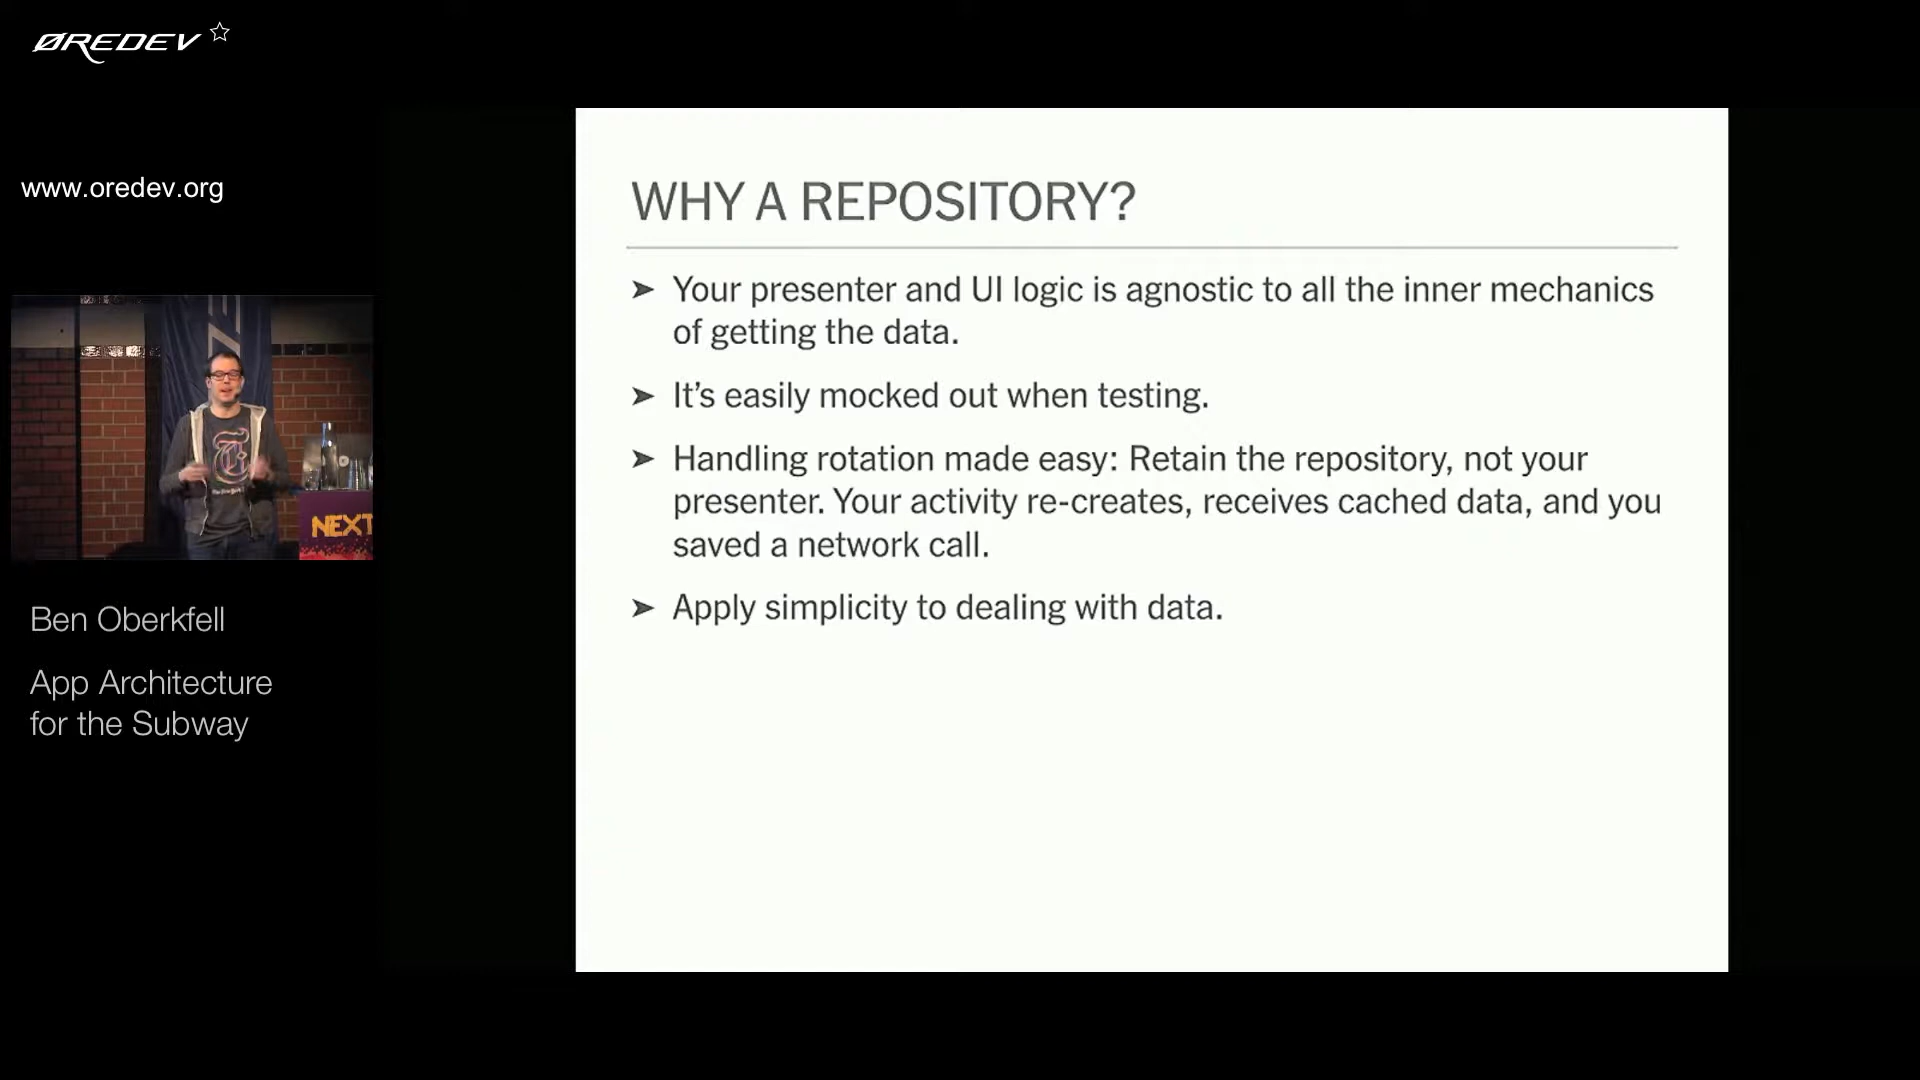 ØREDEV
www.oredev.org
NEXT
Ben Oberkfell
App Architecture
for the Subway
WHY A REPOSITORY?
➤ Your presenter and UI logic is agnostic to all the inner mechanics
of getting the data.
➤ It's easily mocked out when testing.
➤ Handling rotation made easy: Retain the repository, not your
presenter. Your activity re-creates, receives cached data, and you
saved a network call.
➤ Apply simplicity to dealing with data.